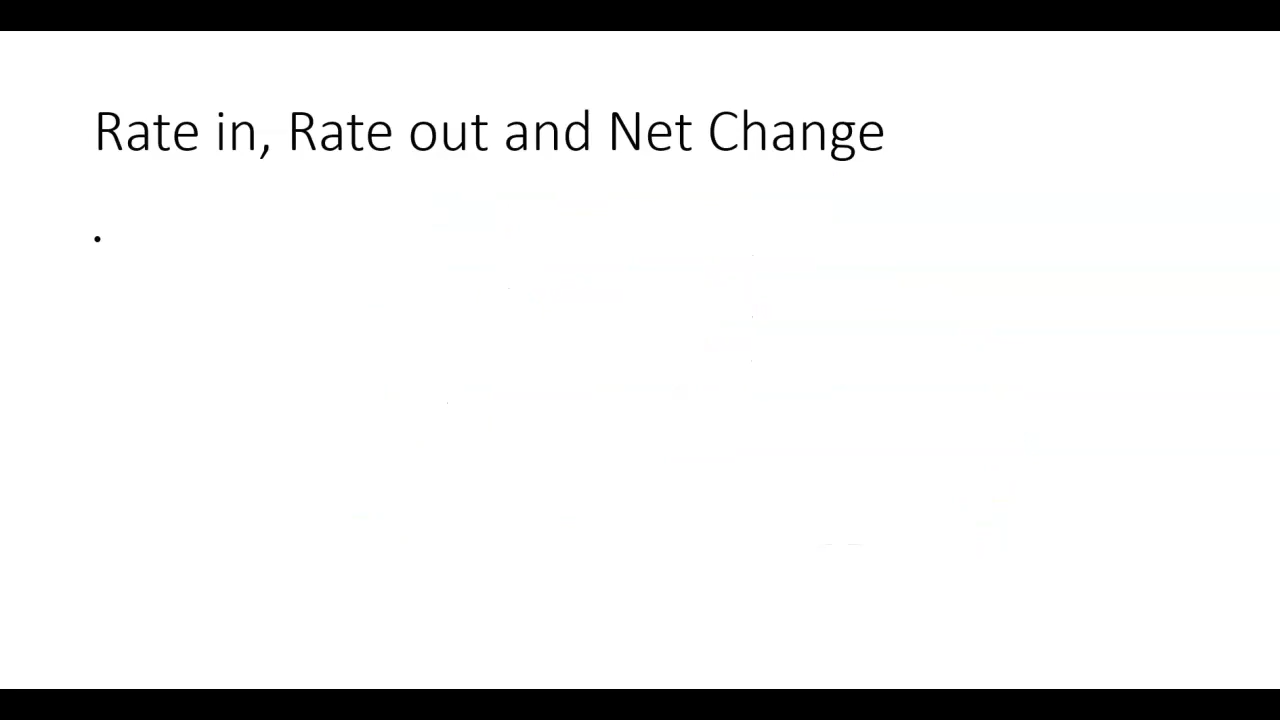 Rate in, Rate out and Net Change
•